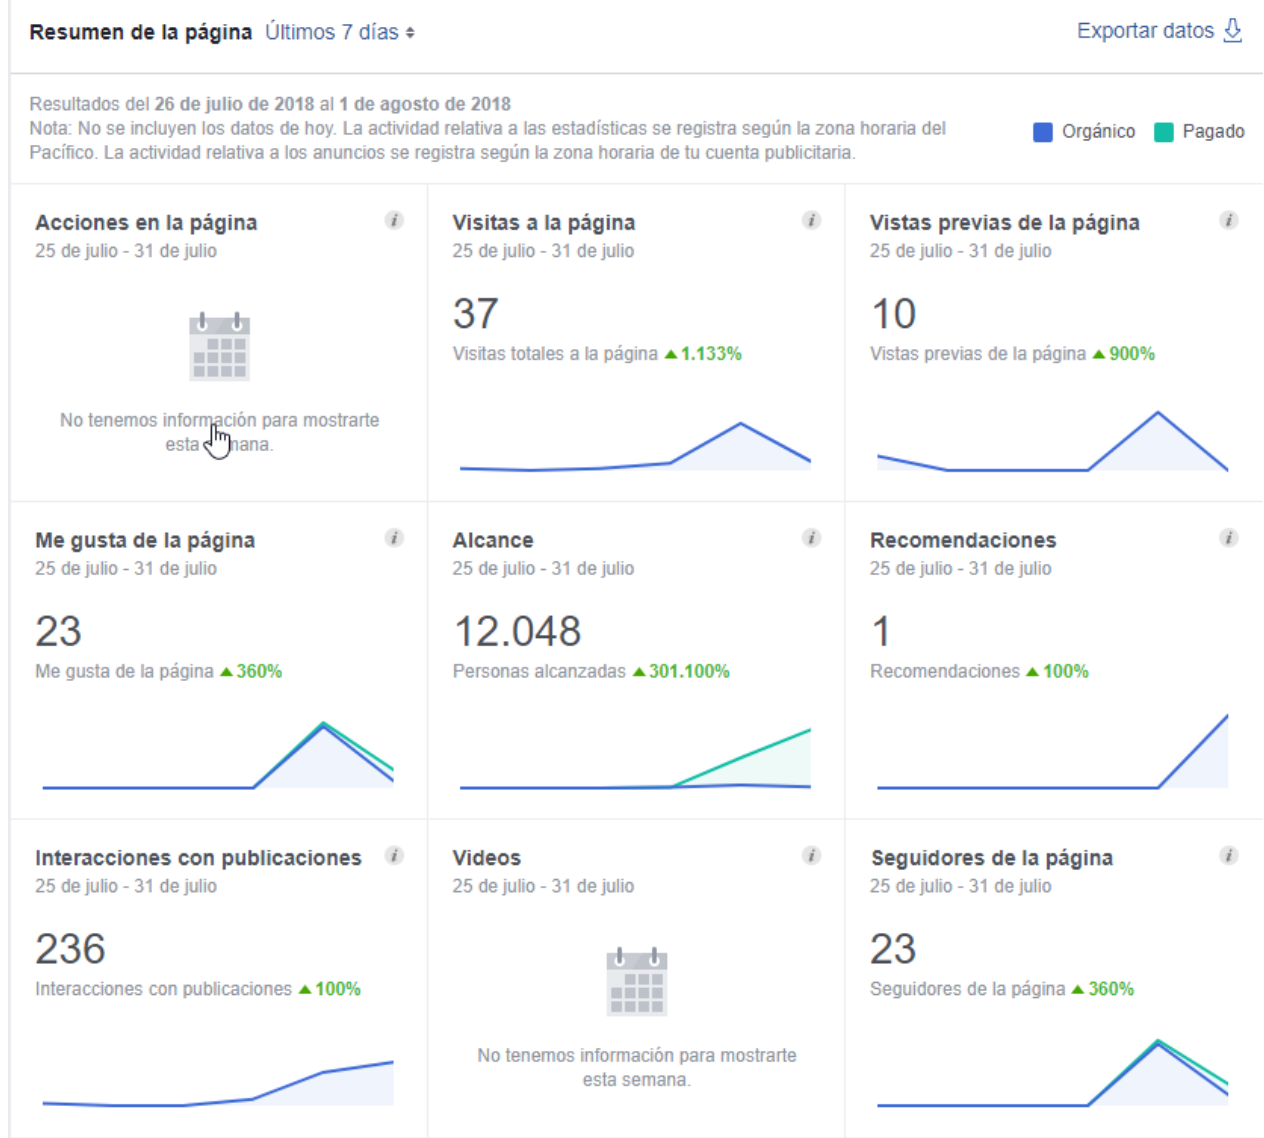 Resumen de la página Últimos 7 días
Exportar datos
Resultados del 26 de julio de 2018 al 1 de agosto de 2018
Nota: No se incluyen los datos de hoy. La actividad relativa a las estadísticas se registra según la zona horaria del
Pacífico. La actividad relativa a los anuncios se registra según la zona horaria de tu cuenta publicitaria.
Orgánico Pagado
Acciones en la página
25 de julio - 31 de julio
No tenemos información para mostrarte
esta
Visitas a la página
25 de julio - 31 de julio
37
Visitas totales a la página 1.133%
Vistas previas de la página
25 de julio - 31 de julio
10
Vistas previas de la página 900%
Me gusta de la página
25 de julio - 31 de julio
23
Me gusta de la página 360%
Alcance
25 de julio - 31 de julio
12.048
Personas alcanzadas 301.100%
Recomendaciones
25 de julio - 31 de julio
1
Recomendaciones 100%
Interacciones con publicaciones
25 de julio - 31 de julio
236
Interacciones con publicaciones 100%
Videos
25 de julio - 31 de julio
No tenemos información para mostrarte
esta semana.
Seguidores de la página
25 de julio - 31 de julio
23
Seguidores de la página 360%